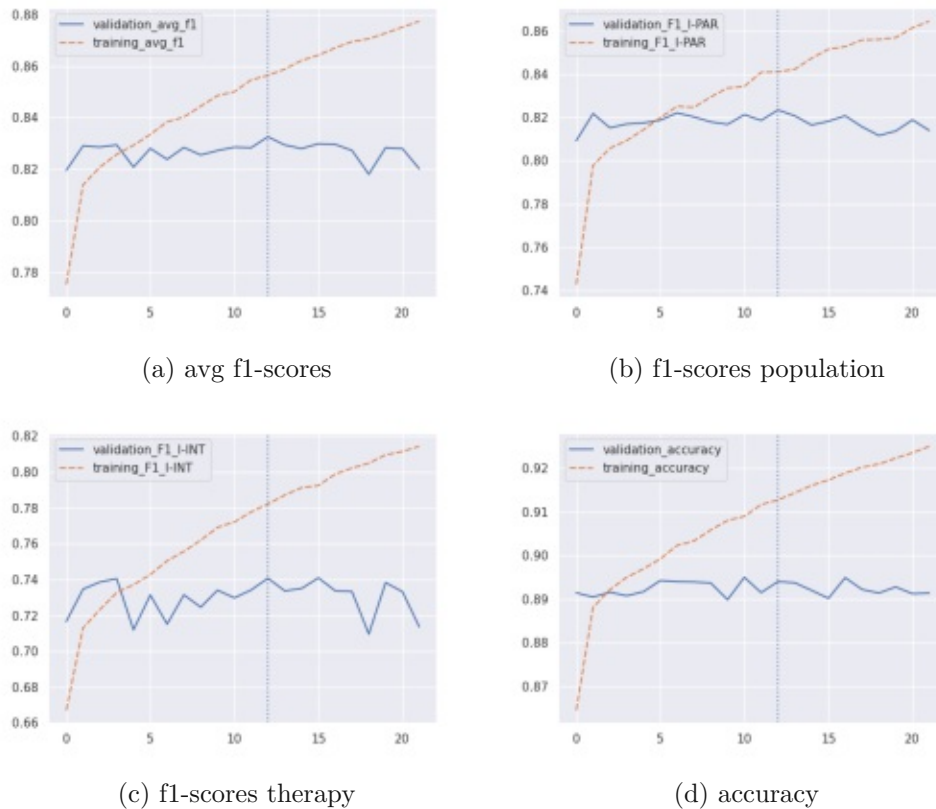 0.88
validation_avg_f1
training_avg_f1
0.86
0.84
0.82
0.80
0.78
0 5 10 15 20
(a) avg f1-scores
0.86
validation_F1_I-PAR
training_F1_I-PAR
0.84
0.82
0.80
0.78
0.76
0.74
0 5 10 15 20
(b) f1-scores population
0.82
validation_F1_I-INT
training_F1_I-INT
0.80
0.78
0.76
0.74
0.72
0.70
0.68
0.66
0 5 10 15 20
(c) f1-scores therapy
validation_accuracy
training_accuracy
0.92
0.91
0.90
0.89
0.88
0.87
0 5 10 15 20
(d) accuracy